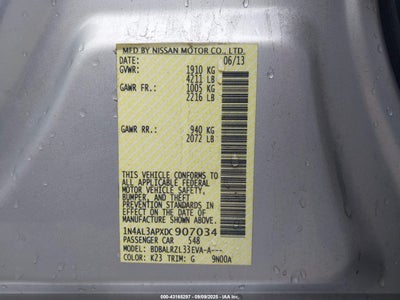 MFD BY NISSAN MOTOR CO., LTD.
DATE: 06/13
GVWR: 1910 KG
4211 LB
GAWR FR.: 1005 KG
2216 LB
GAWR RR.: 940 KG
2072 LB
THIS VEHICLE CONFORMS TO ALL
APPLICABLE FEDERAL
MOTOR VEHICLE SAFETY,
BUMPER, AND THEFT
PREVENTION STANDARDS
IN EFFECT ON THE DATE OF
MANUFACTURE SHOWN ABOVE.
1N4AL3APXDC907034
PASSENGER CAR 548
MODEL: BDBALRZL33EVA-A---
COLOR: K23 TRIM: G 9N00A
000-43165297 - 09/09/2025 - IAAI.COM